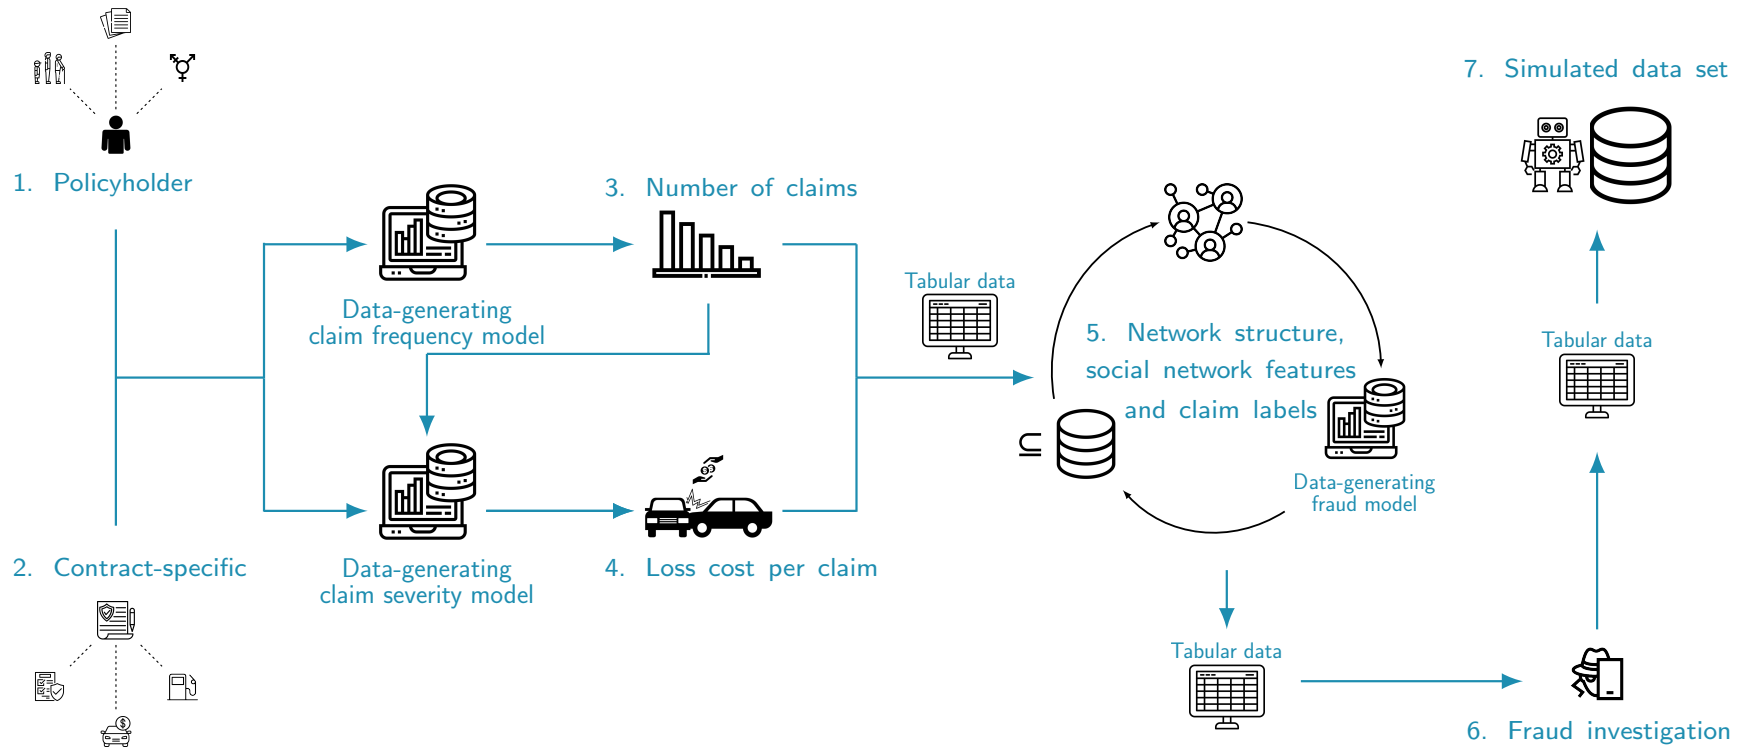 1. Policyholder
2. Contract-specific
Data-generating
claim frequency model
Data-generating
claim severity model
3. Number of claims
4. Loss cost per claim
Tabular data
5. Network structure,
social network features
and claim labels
⊆
Data-generating
fraud model
Tabular data
6. Fraud investigation
Tabular data
7. Simulated data set